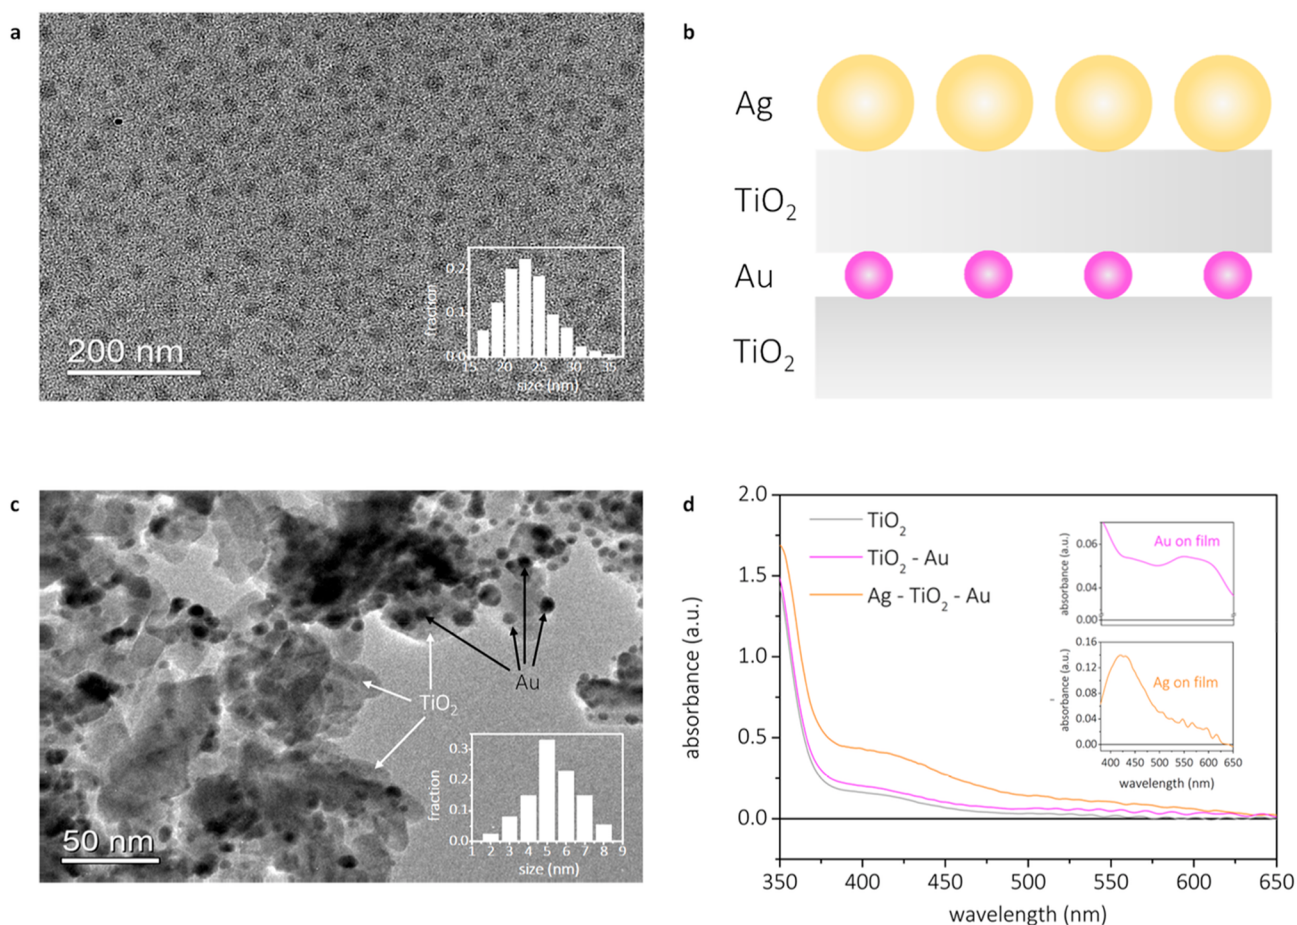 a
200 nm
fraction
0.2
0.1
0.0
15 20 25 30 35
size (nm)
b
Ag
TiO₂
Au
TiO₂
c
Au
TiO₂
50 nm
fraction
0.3
0.2
0.1
0.0
1 2 3 4 5 6 7 8 9
size (nm)
d
absorbance (a.u.)
2.0
1.5
1.0
0.5
0.0
350 400 450 500 550 600 650
wavelength (nm)
TiO₂
TiO₂ - Au
Ag - TiO₂ - Au
absorbance (a.u.)
0.06
0.04
0.00
Au on film
absorbance (a.u.)
0.16
0.12
0.08
0.04
0.00
Ag on film
400 450 500 550 600 650
wavelength (nm)